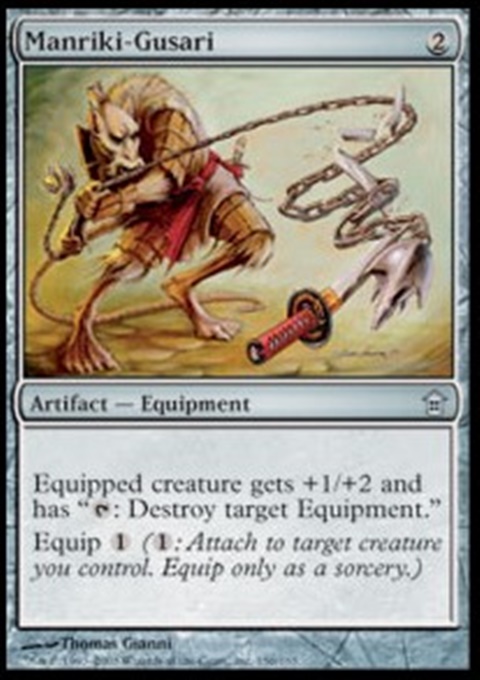 Manriki-Gusari 2
Artifact — Equipment
Equipped creature gets +1/+2 and
has “: Destroy target Equipment.”
Equip 1 (1: Attach to target creature
you control. Equip only as a sorcery.)
Thomas Gianni